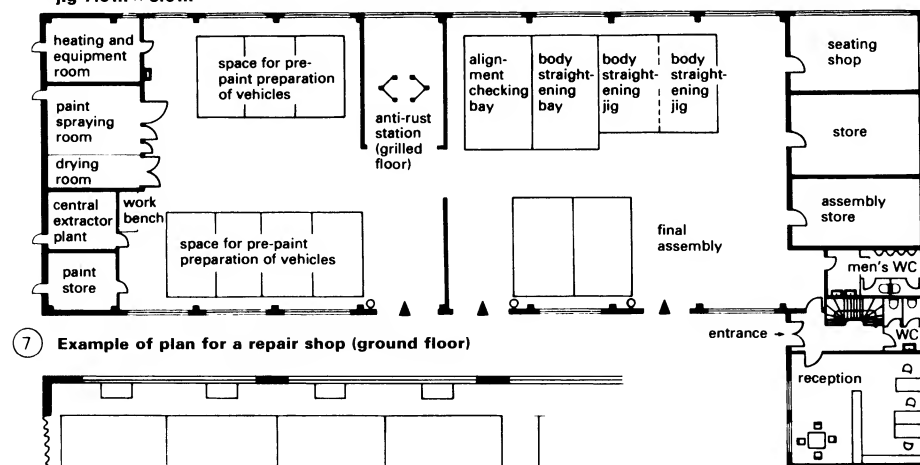 heating and
equipment
room
space for pre-
paint preparation
of vehicles
align-
ment
checking
bay
body
straight-
ening
bay
body
straight-
ening
jig
body
straight-
ening
jig
seating
shop
paint
spraying
room
anti-rust
station
(grilled
floor)
store
drying
room
central
extractor
plant
work
bench
assembly
store
space for pre-paint
preparation of vehicles
final
assembly
paint
store
men's WC
entrance →
WC
7 Example of plan for a repair shop (ground floor)
reception